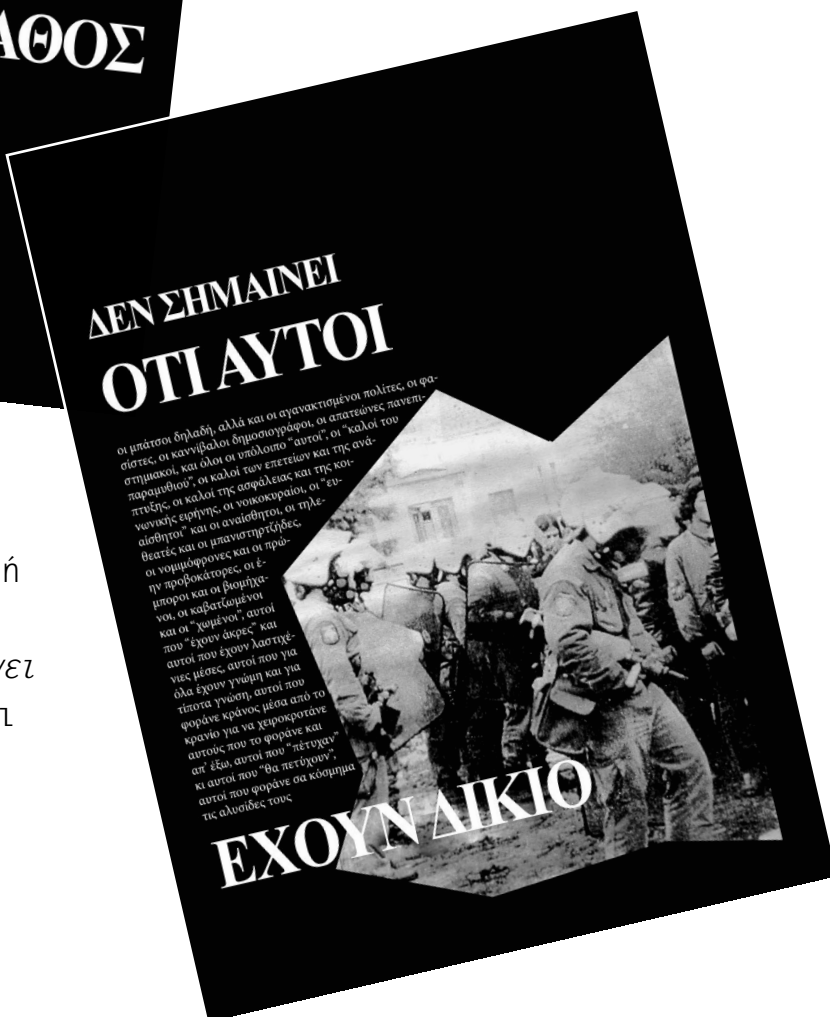 ΑΘΟΣ
ΔΕΝ ΣΗΜΑΙΝΕΙ
ΟΤΙ ΑΥΤΟΙ
οι μπάτσοι δηλαδή, αλλά και οι αγανακτισμένοι πολίτες, οι φα-
σίστες, οι καννίβαλοι δημοσιογράφοι, οι απατεώνες πανεπι-
στημιακοί, και όλοι οι υπόλοιπο “αυτοί”, οι “καλοί του
παραμυθιού”, οι καλοί των επετείων και της ανά-
πτυξης, οι καλοί της ασφάλειας και της κοι-
νωνικής ειρήνης, οι νοικοκυραίοι, οι “ευ-
αίσθητοι” και οι αναίσθητοι, οι τηλε-
θεατές και οι μπανιστηρτζήδες,
οι νομιμόφρονες και οι πρώ-
ην προβοκάτορες, οι έ-
μποροι και οι βιομήχα-
νοι, οι καβατζωμένοι
και οι “χωμένοι”, αυτοί
που “έχουν άκρες” και
αυτοί που έχουν λαστιχέ-
νιες μέσες, αυτοί που για
όλα έχουν γνώμη και για
τίποτα γνώση, αυτοί που
φοράνε κράνος μέσα από το
κρανίο για να χειροκροτάνε
αυτούς που το φοράνε και
απ’ έξω, αυτοί που “πέτυχαν”
κι αυτοί που “θα πετύχουν”,
αυτοί που φοράνε σα κόσμημα
τις αλυσίδες τους
ΕΧΟΥΝ ΔΙΚΙΟ
ή